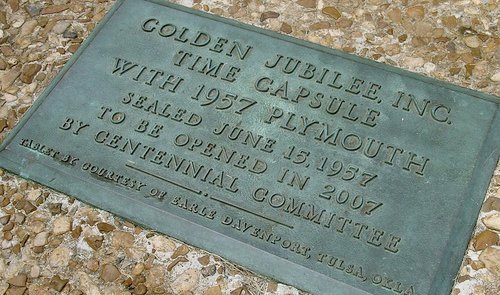 GOLDEN JUBILEE, INC.
TIME CAPSULE
WITH 1957 PLYMOUTH
SEALED JUNE 15, 1957
TO BE OPENED IN 2007
BY CENTENNIAL COMMITTEE
TABLET BY COURTESY OF EARLE DAVENPORT, TULSA, OKLA.